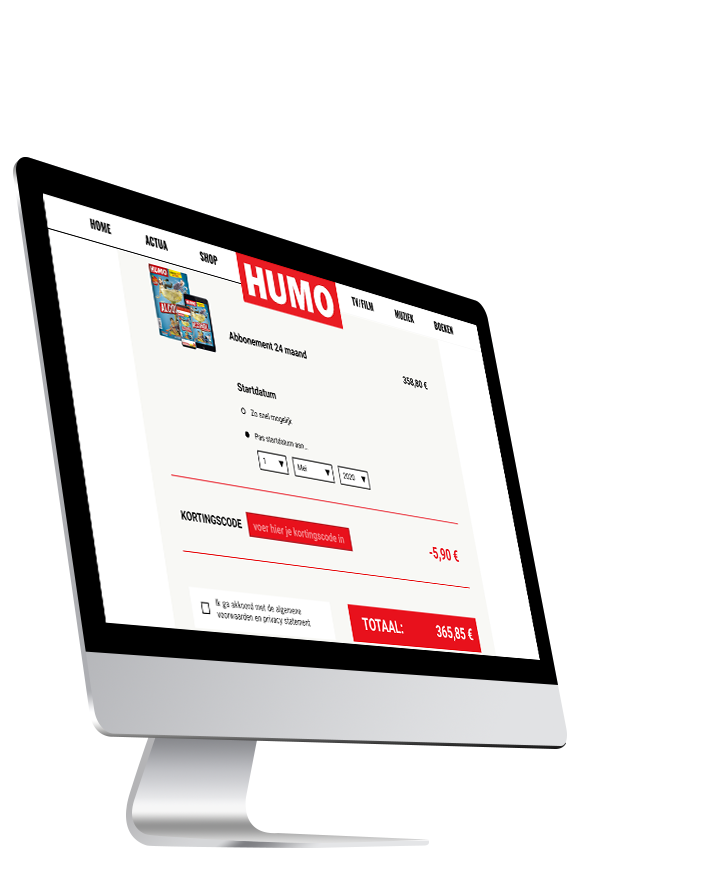 HOME
ACTUA
SHOP
HUMO
TV/FILM
MUZIEK
BOEKEN
HUMO
Abbonement 24 maand
358,80 €
Startdatum
Zo snel mogelijk
Pas startdatum aan...
1 ▼ Mei ▼ 2020 ▼
KORTINGSCODE voer hier je kortingscode in
-5,90 €
Ik ga akkoord met de algemene
voorwaarden en privacy statement
TOTAAL: 365,85 €